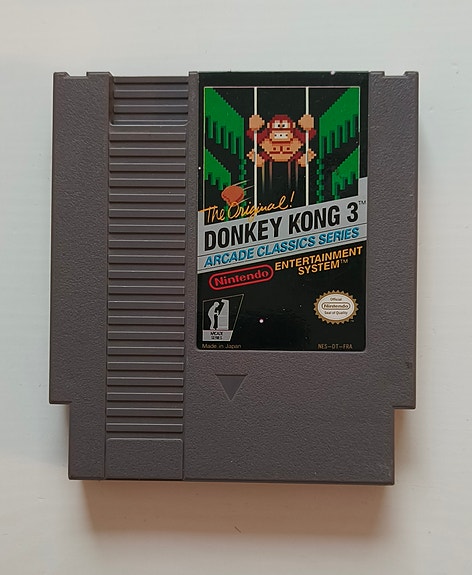 The Original!
DONKEY KONG 3™
ARCADE CLASSICS SERIES
Nintendo ENTERTAINMENT
SYSTEM™
ARCADE
SERIES
Official
Nintendo
Seal of Quality
Made in Japan
NES-DT-FRA